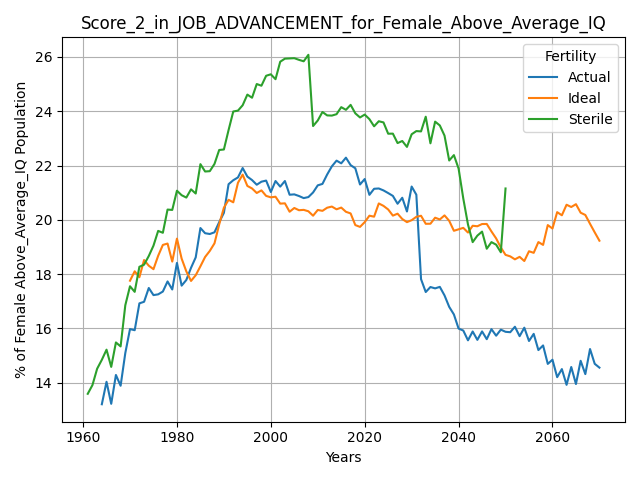 Score_2_in_JOB_ADVANCEMENT_for_Female_Above_Average_IQ
% of Female Above_Average_IQ Population
26
24
22
20
18
16
14
Fertility
Actual
Ideal
Sterile
1960 1980 2000 2020 2040 2060
Years